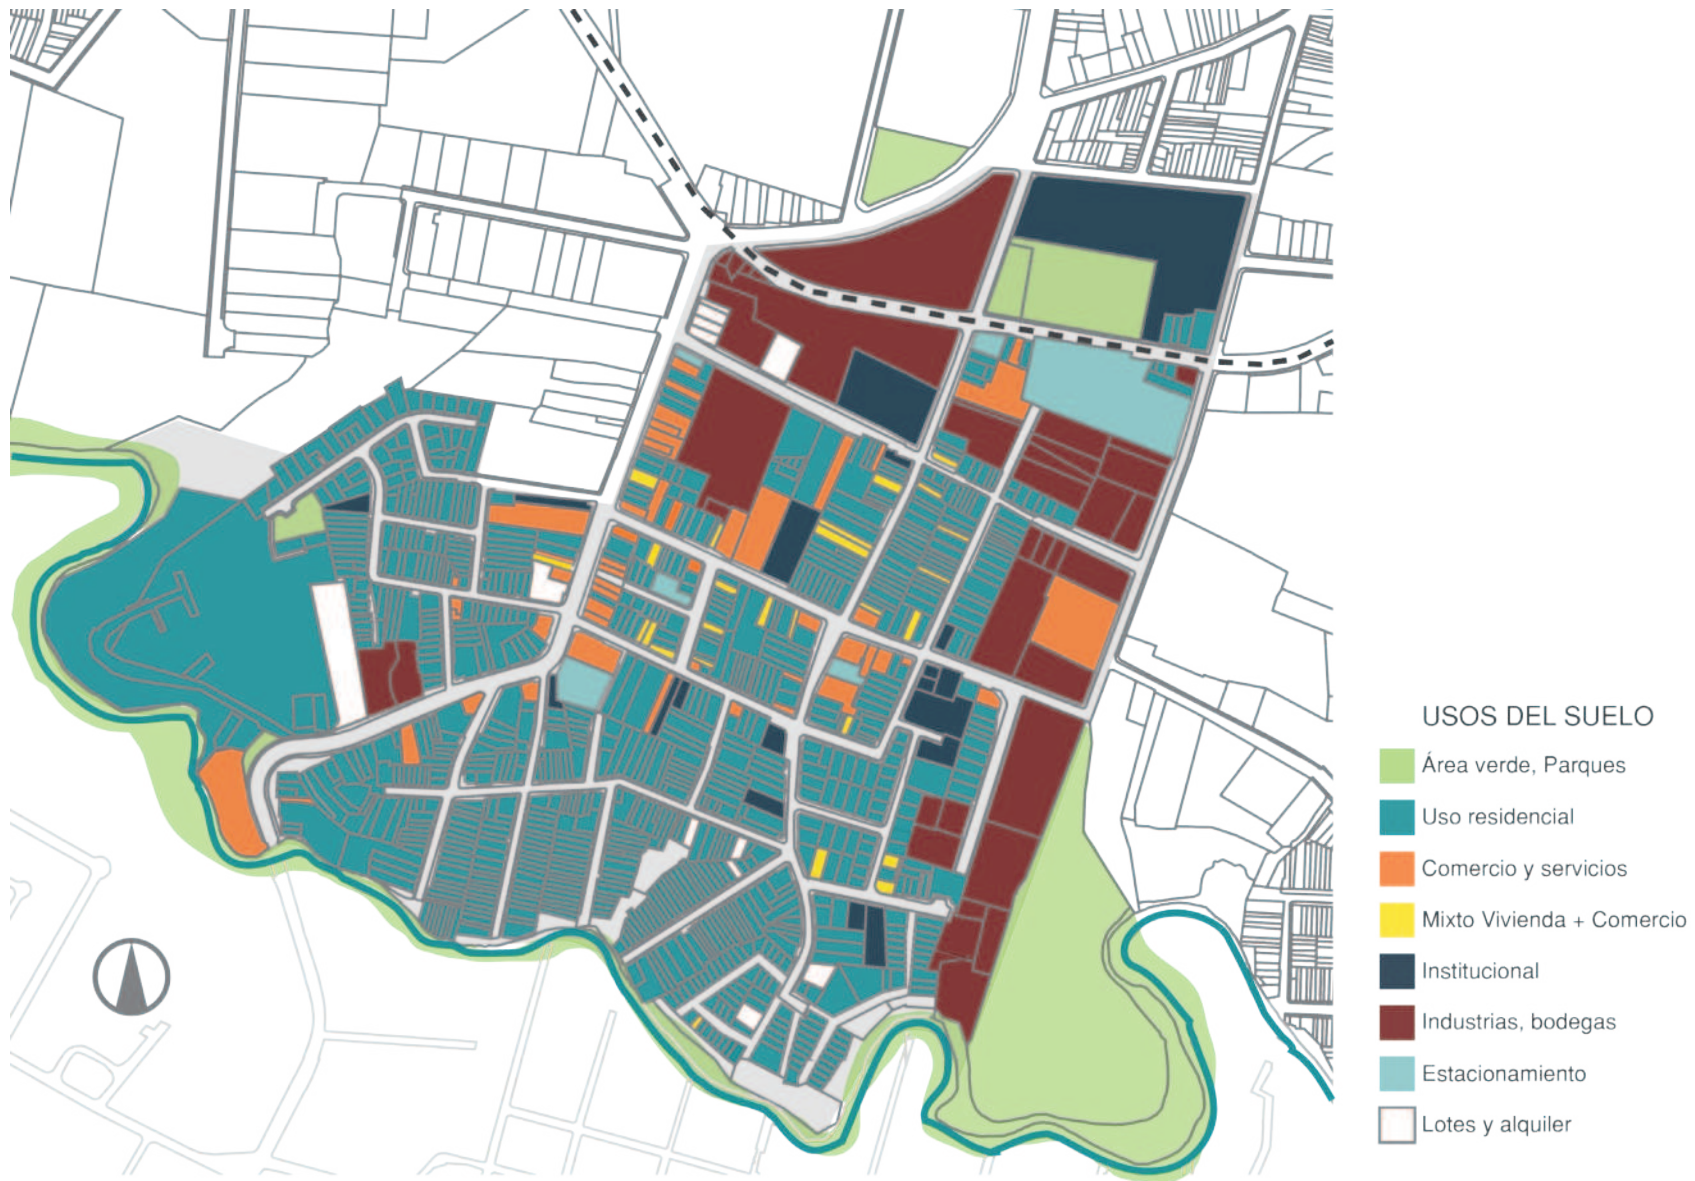 USOS DEL SUELO
Área verde, Parques
Uso residencial
Comercio y servicios
Mixto Vivienda + Comercio
Institucional
Industrias, bodegas
Estacionamiento
Lotes y alquiler